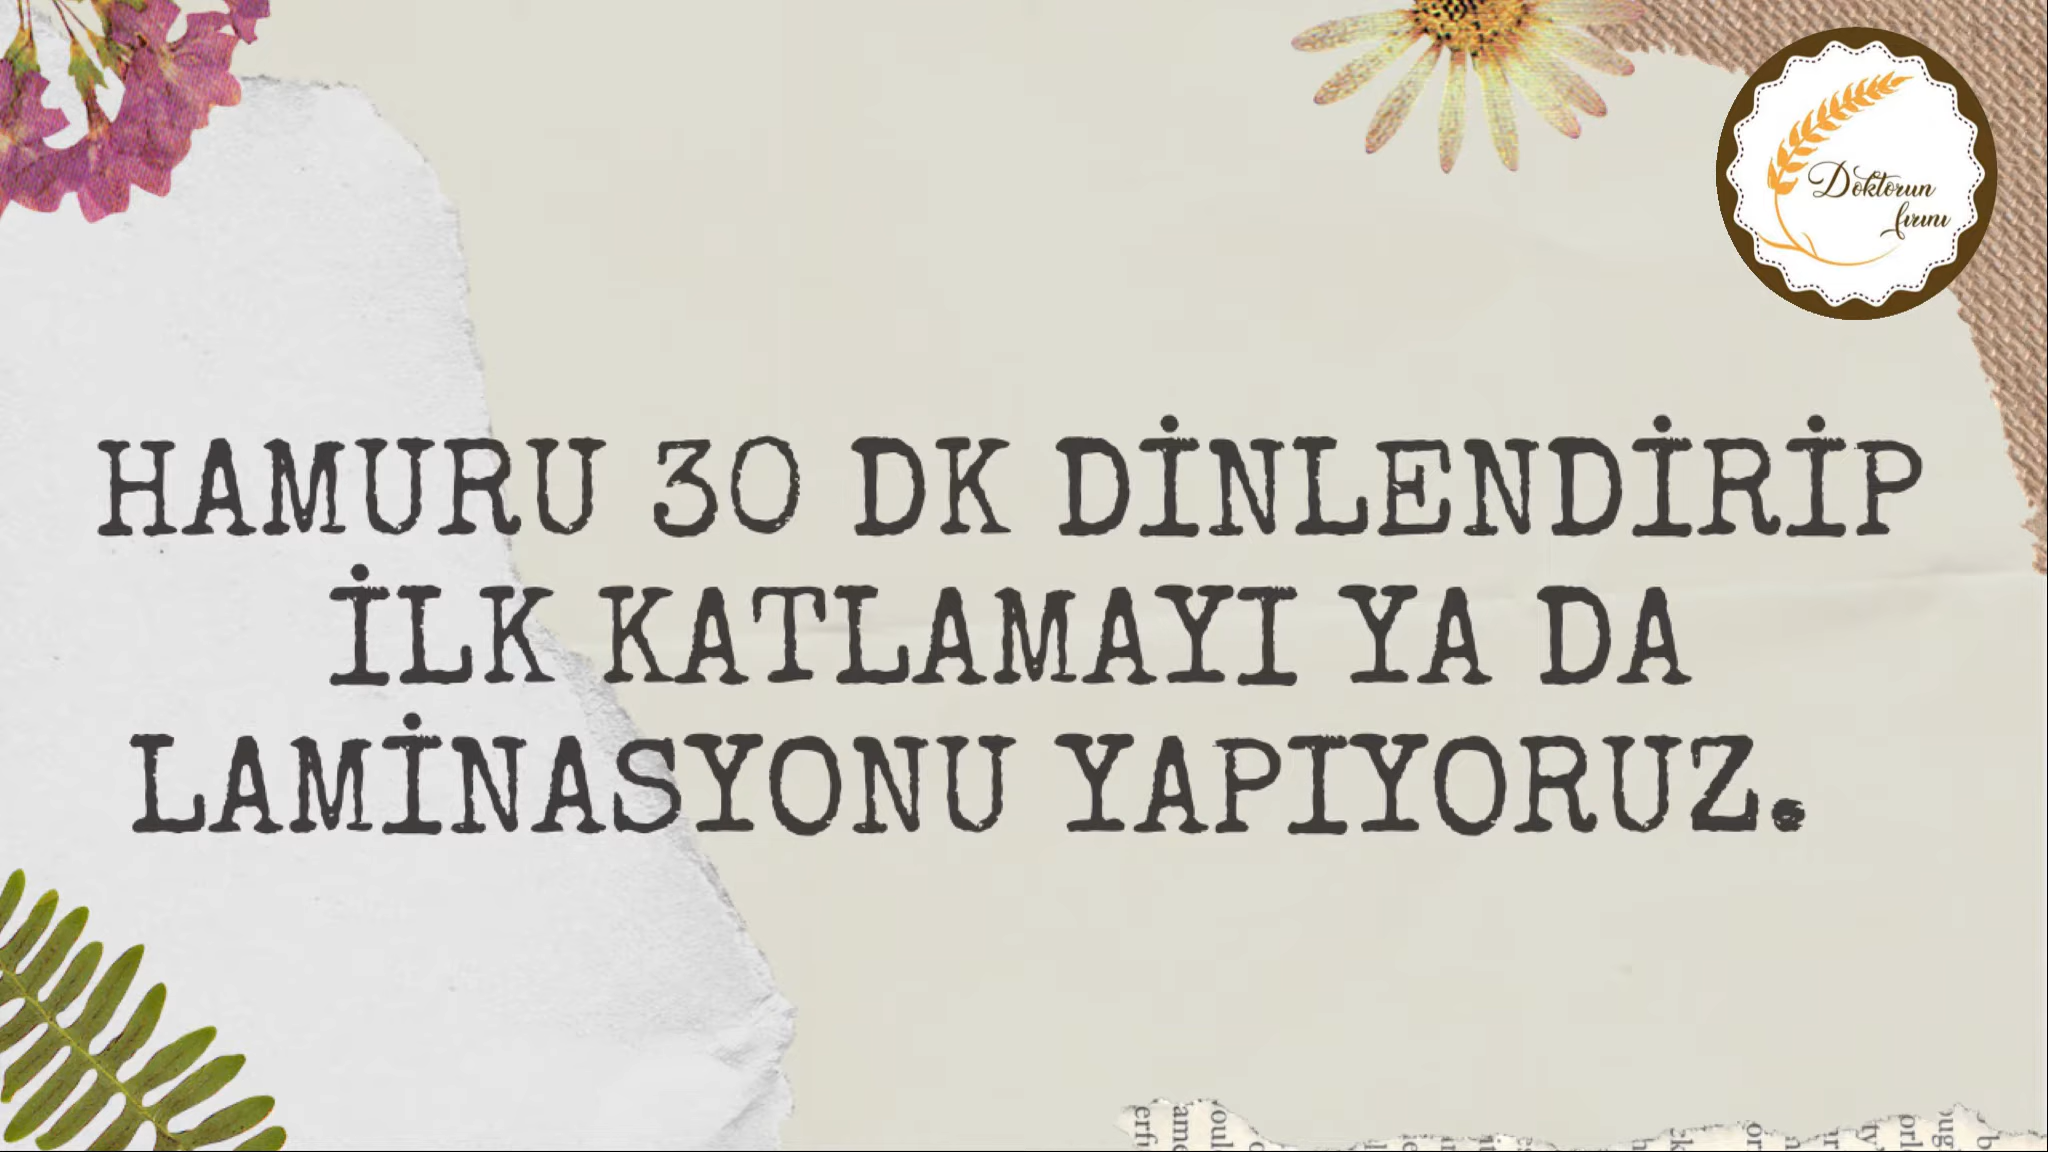 Doktorun
fırını
HAMURU 30 DK DİNLENDİRİP
İLK KATLAMAYI YA DA
LAMİNASYONU YAPIYORUZ.